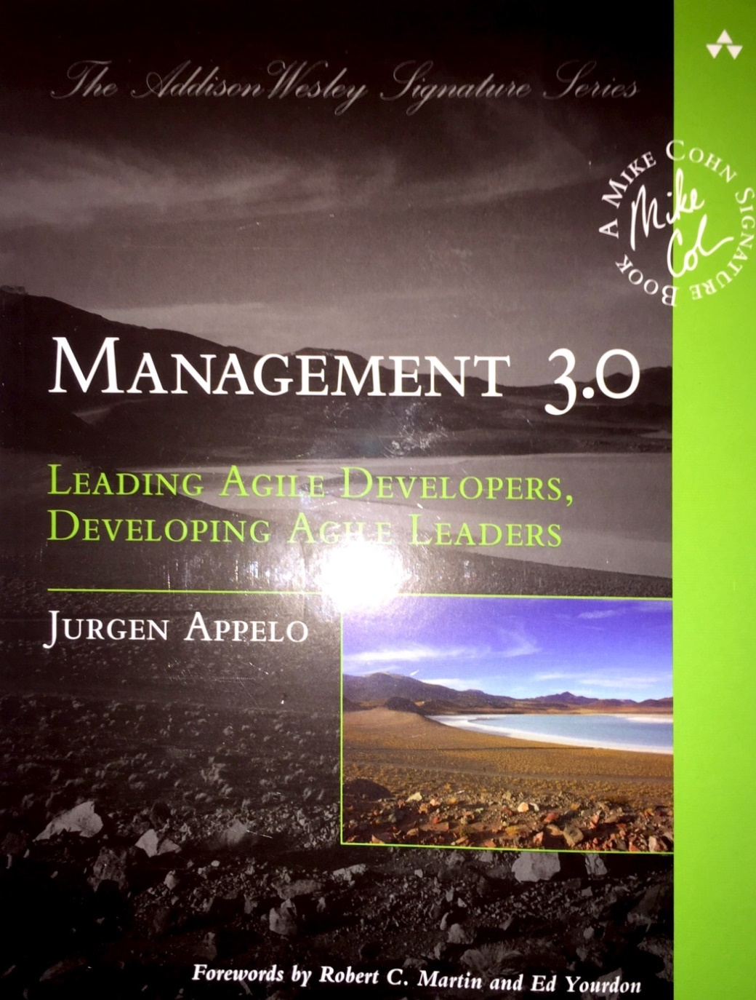 The Addison Wesley Signature Series
A MIKE COHN SIGNATURE BOOK
Mike
Coh
MANAGEMENT 3.0
LEADING AGILE DEVELOPERS,
DEVELOPING AGILE LEADERS
JURGEN APPELO
Forewords by Robert C. Martin and Ed Yourdon